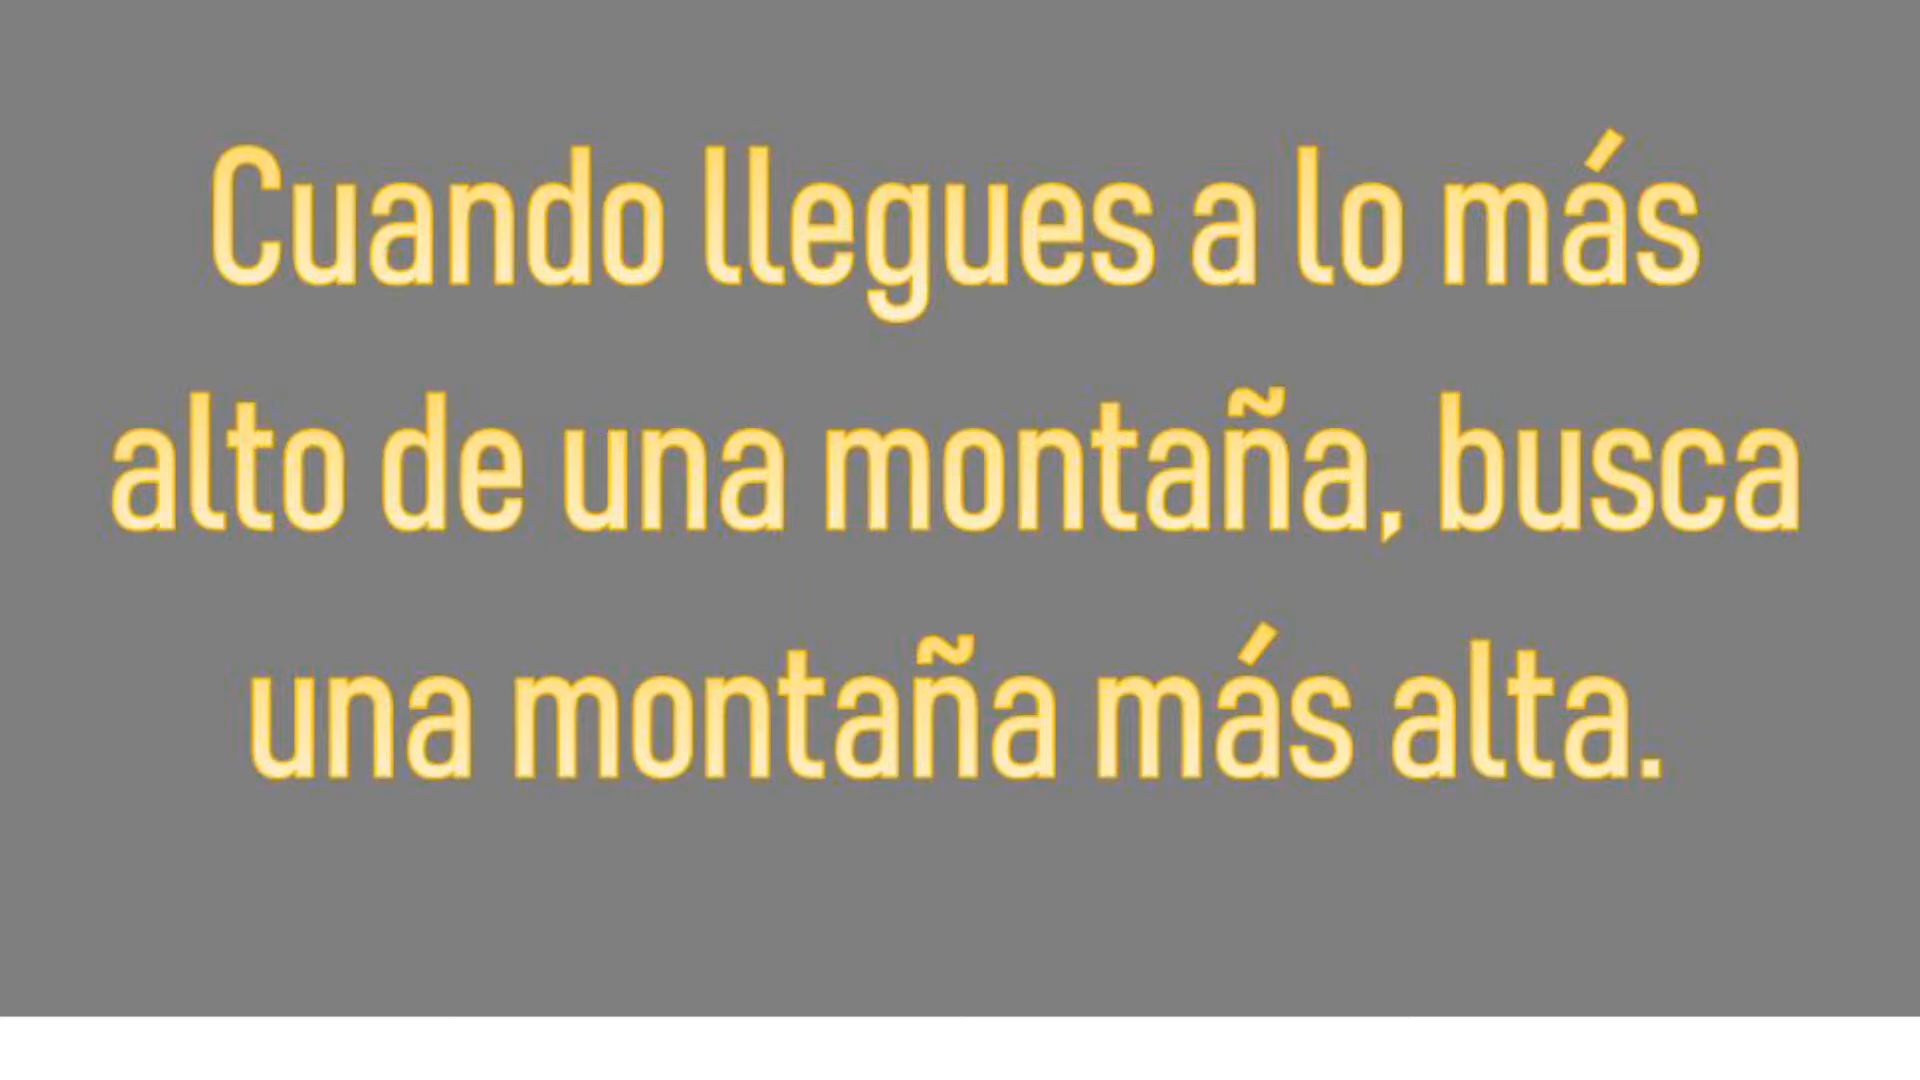 Cuando llegues a lo más
alto de una montaña, busca
una montaña más alta.